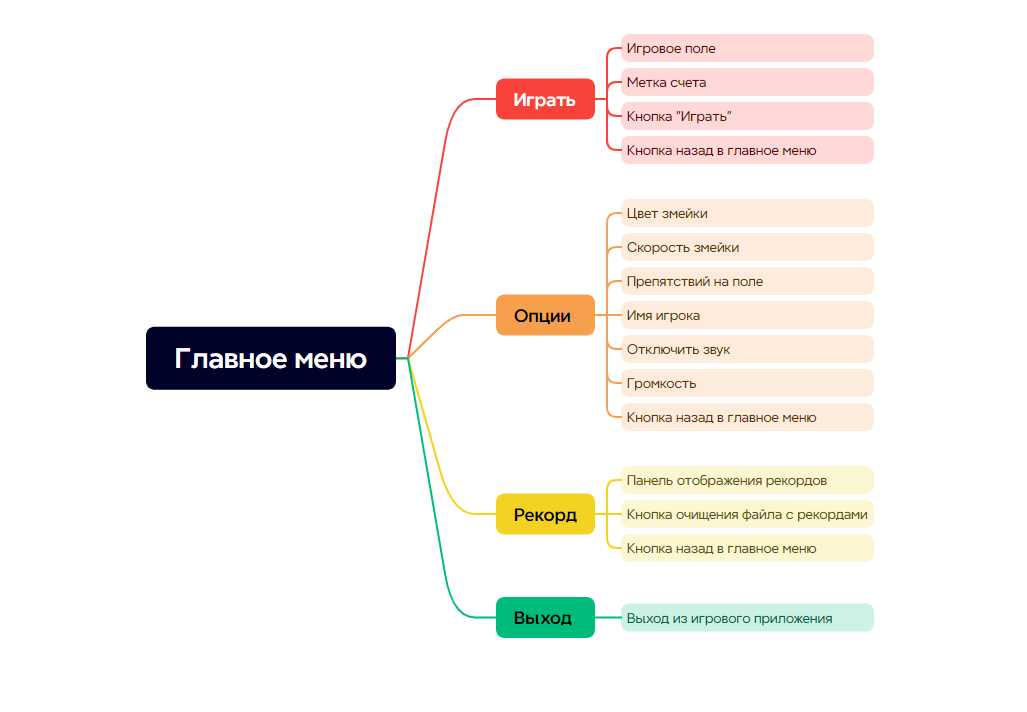 Главное меню
Играть
Игровое поле
Метка счета
Кнопка "Играть"
Кнопка назад в главное меню
Опции
Цвет змейки
Скорость змейки
Препятствий на поле
Имя игрока
Отключить звук
Громкость
Кнопка назад в главное меню
Рекорд
Панель отображения рекордов
Кнопка очищения файла с рекордами
Кнопка назад в главное меню
Выход
Выход из игрового приложения